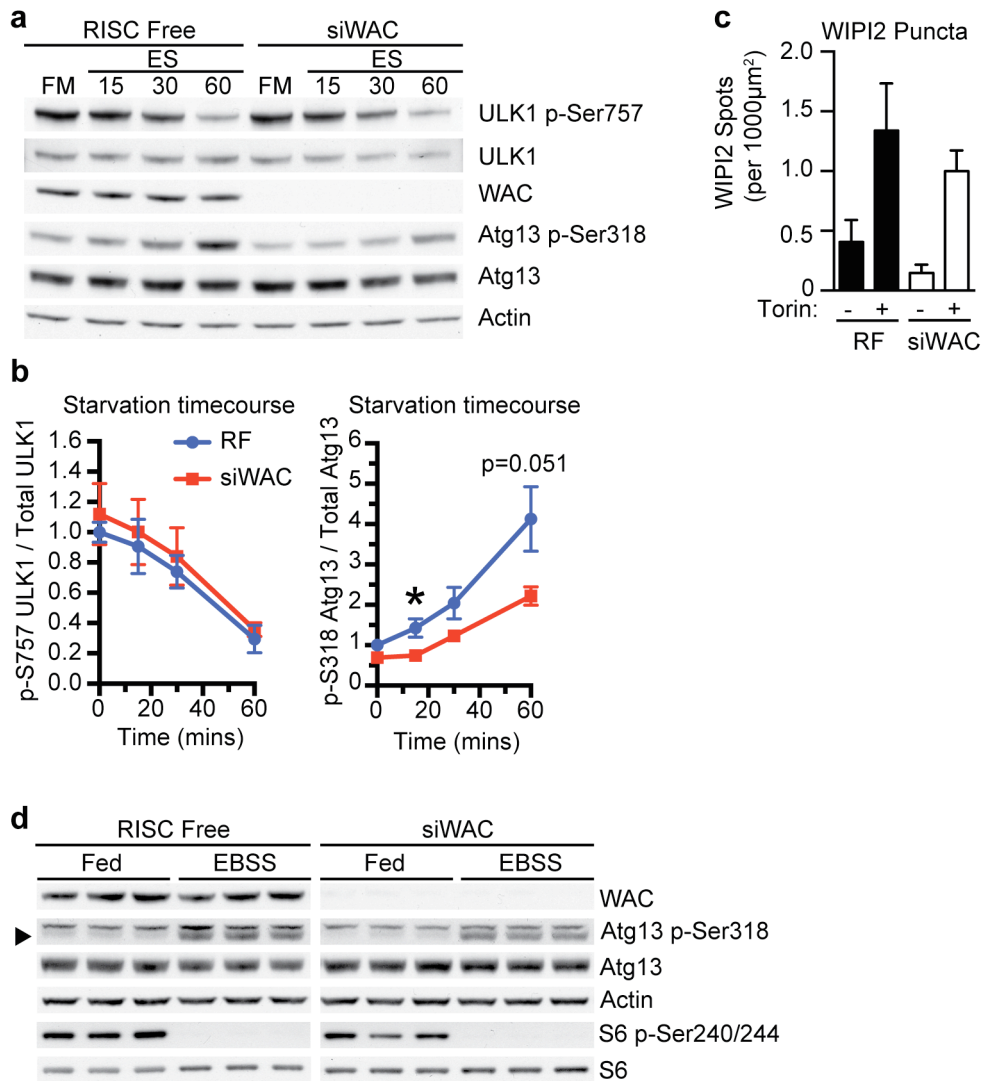 a
RISC Free siWAC
ES ES
FM 15 30 60 FM 15 30 60
ULK1 p-Ser757
ULK1
WAC
Atg13 p-Ser318
Atg13
Actin
c
WIPI2 Puncta
WIPI2 Spots
(per 1000µm²)
2.0
1.5
1.0
0.5
0
Torin: - + - +
RF siWAC
b
Starvation timecourse
p-S757 ULK1 / Total ULK1
1.6
1.4
1.2
1.0
0.8
0.6
0.4
0.2
0.0
0 20 40 60
Time (mins)
RF
siWAC
Starvation timecourse
p-S318 Atg13 / Total Atg13
6
5
4
3
2
1
0
p=0.051
*
0 20 40 60
Time (mins)
d
RISC Free siWAC
Fed EBSS Fed EBSS
WAC
Atg13 p-Ser318
Atg13
Actin
S6 p-Ser240/244
S6